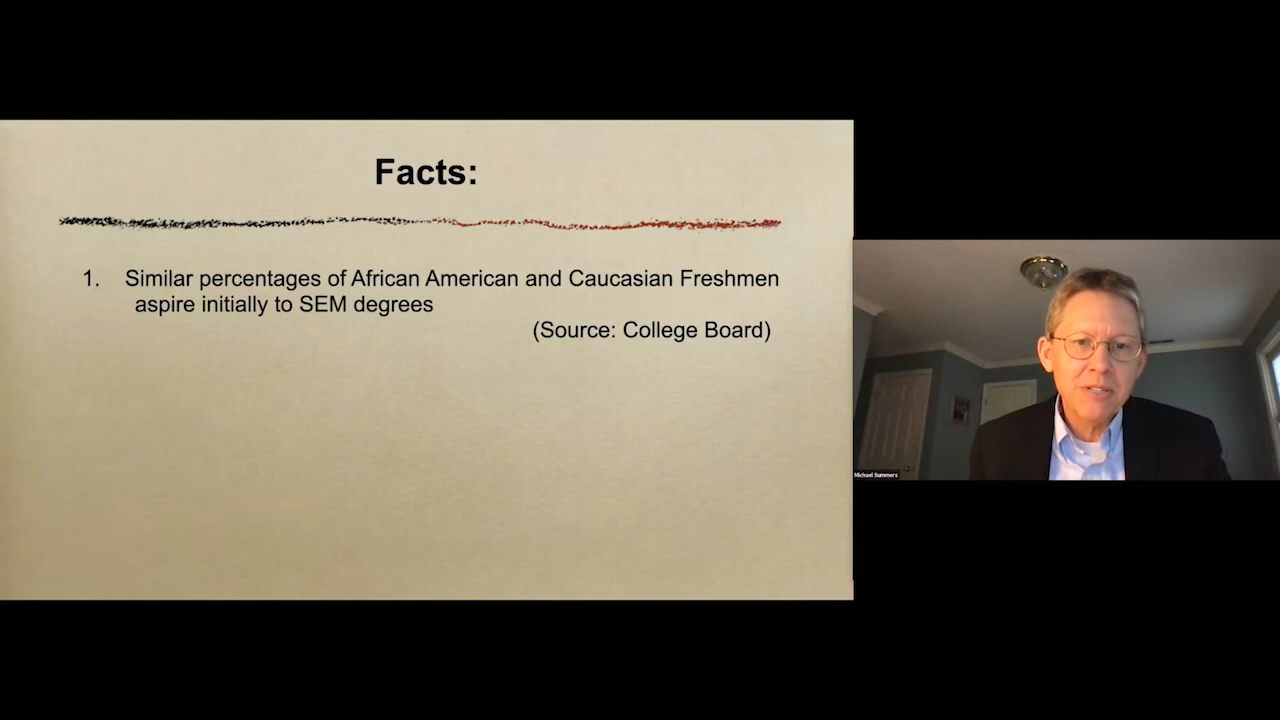 Facts:
1. Similar percentages of African American and Caucasian Freshmen
aspire initially to SEM degrees
(Source: College Board)
Michael Summers